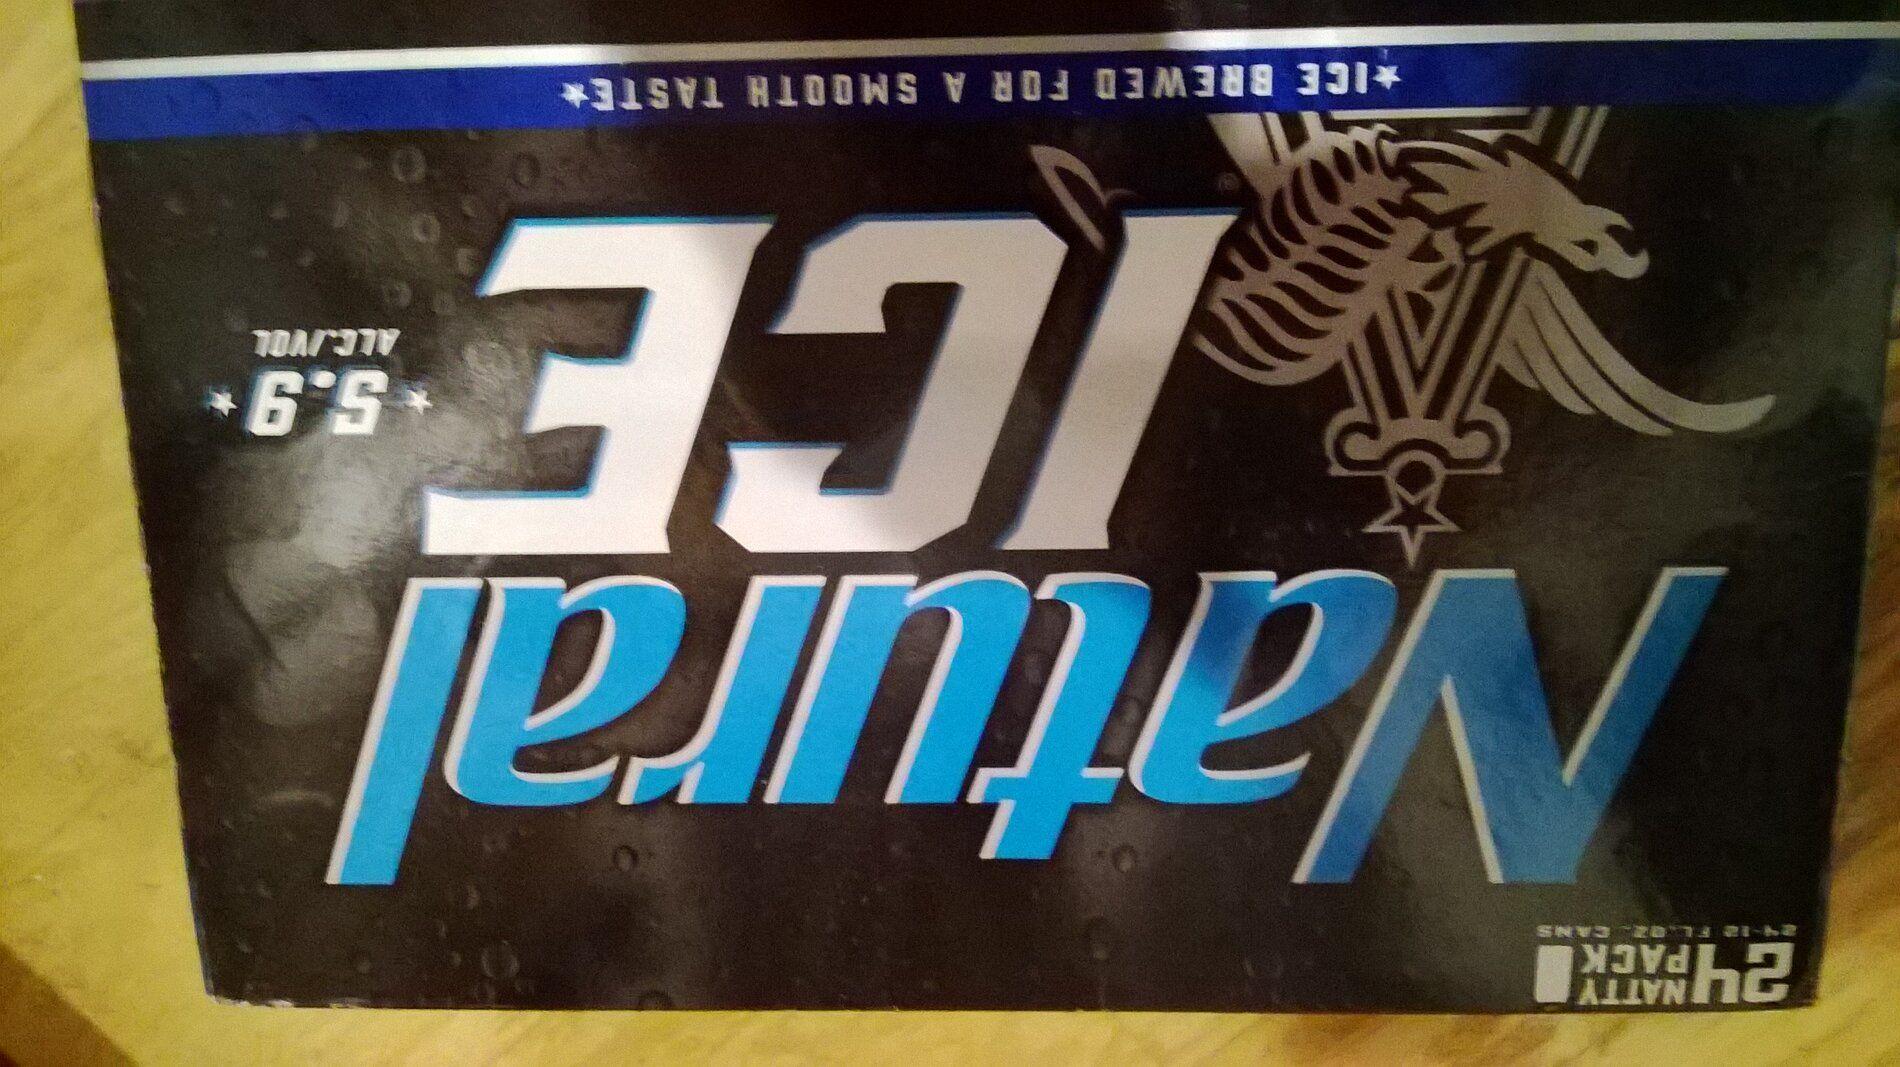 24 NATTY
PACK
24-12 FL.OZ. CANS
Natural
ICE
5.9
ALC./VOL
★ICE BREWED FOR A SMOOTH TASTE★